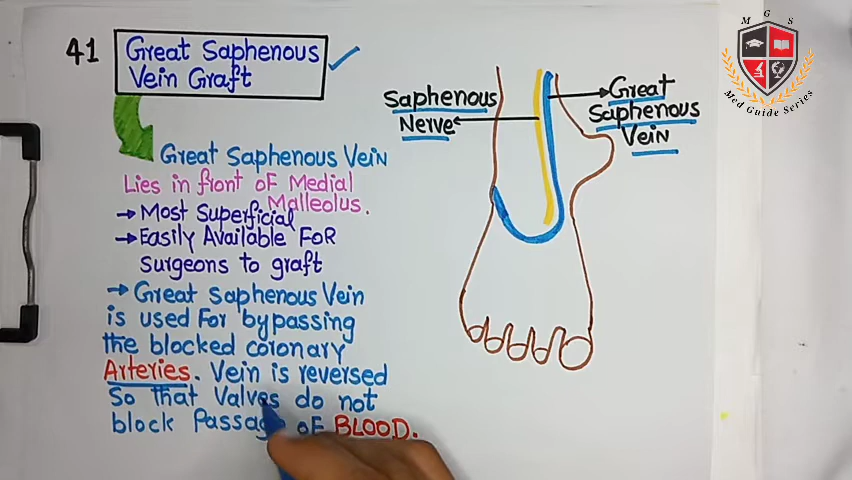 41
Great Saphenous
Vein Graft
Great Saphenous Vein
Lies in front of Medial
Malleolus.
→ Most Superficial
→ Easily Available For
Surgeons to graft
→ Great Saphenous Vein
is used for bypassing
the blocked coronary
Arteries. Vein is reversed
So that Valves do not
block Passage of BLOOD.
Saphenous
Nerve
Great
Saphenous
Vein
M G S
Med Guide Series